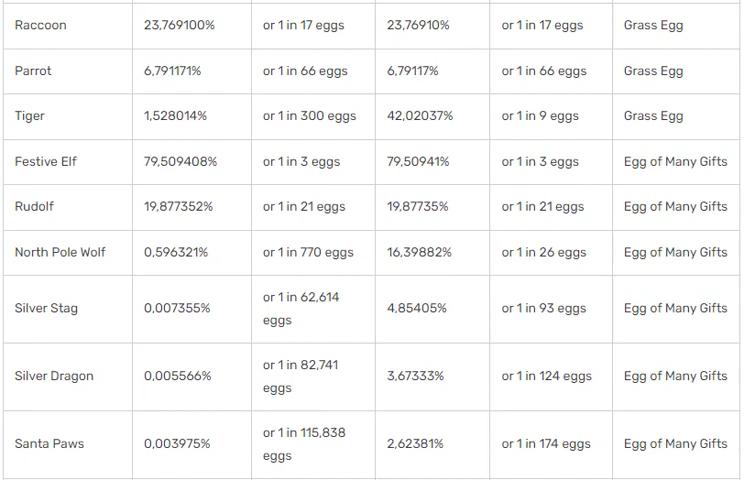 Raccoon 23,769100% or 1 in 17 eggs 23,76910% or 1 in 17 eggs Grass Egg
Parrot 6,791171% or 1 in 66 eggs 6,79117% or 1 in 66 eggs Grass Egg
Tiger 1,528014% or 1 in 300 eggs 42,02037% or 1 in 9 eggs Grass Egg
Festive Elf 79,509408% or 1 in 3 eggs 79,50941% or 1 in 3 eggs Egg of Many Gifts
Rudolf 19,877352% or 1 in 21 eggs 19,87735% or 1 in 21 eggs Egg of Many Gifts
North Pole Wolf 0,596321% or 1 in 770 eggs 16,39882% or 1 in 26 eggs Egg of Many Gifts
Silver Stag 0,007355% or 1 in 62,614 eggs 4,85405% or 1 in 93 eggs Egg of Many Gifts
Silver Dragon 0,005566% or 1 in 82,741 eggs 3,67333% or 1 in 124 eggs Egg of Many Gifts
Santa Paws 0,003975% or 1 in 115,838 eggs 2,62381% or 1 in 174 eggs Egg of Many Gifts